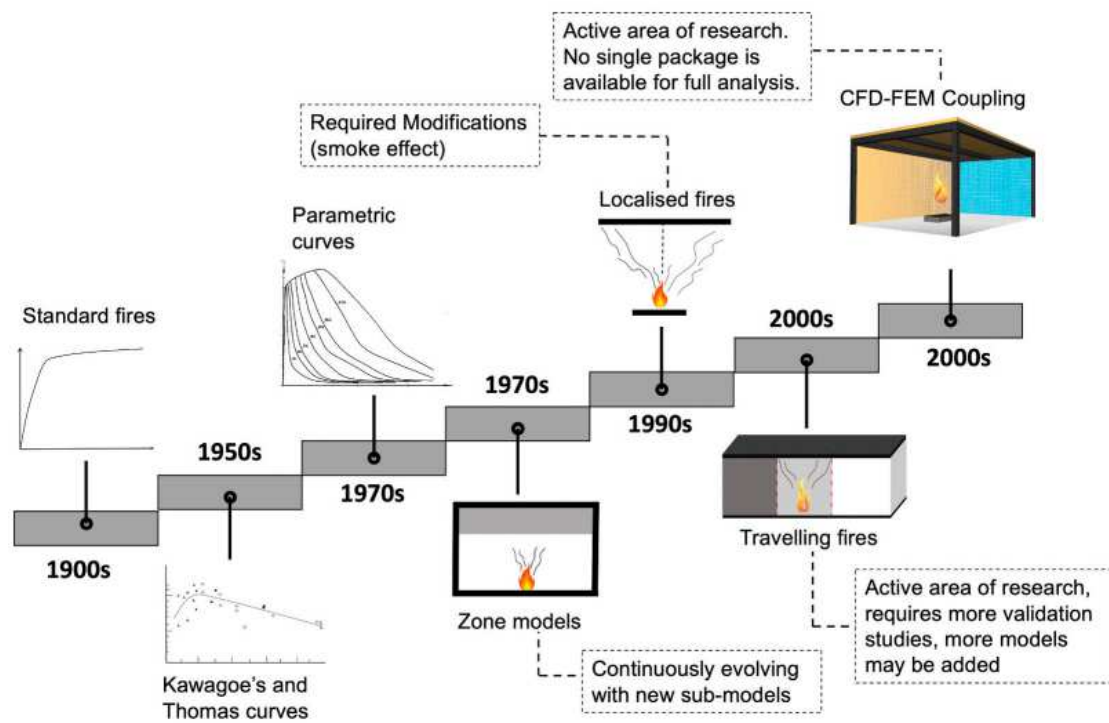 Active area of research.
No single package is
available for full analysis.
CFD-FEM Coupling
Required Modifications
(smoke effect)
Localised fires
Parametric
curves
Standard fires
2000s
2000s
1970s
1990s
1950s
1970s
1900s
Travelling fires
Zone models
Active area of research,
requires more validation
studies, more models
may be added
Continuously evolving
with new sub-models
Kawagoe's and
Thomas curves